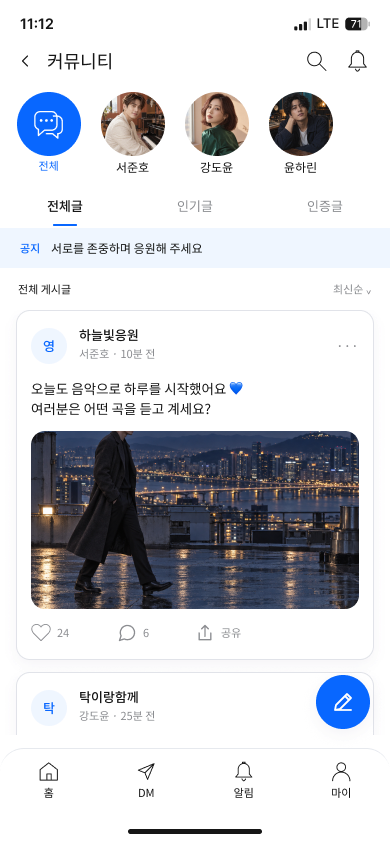 11:12
LTE
71
커뮤니티
전체
서준호
강도윤
윤하린
전체글
인기글
인증글
공지 서로를 존중하며 응원해 주세요
전체 게시글
최신순
영
하늘빛응원
서준호 · 10분 전
오늘도 음악으로 하루를 시작했어요 💙
여러분은 어떤 곡을 듣고 계세요?
24
6
공유
탁
탁이랑함께
강도윤 · 25분 전
홈
DM
알림
마이